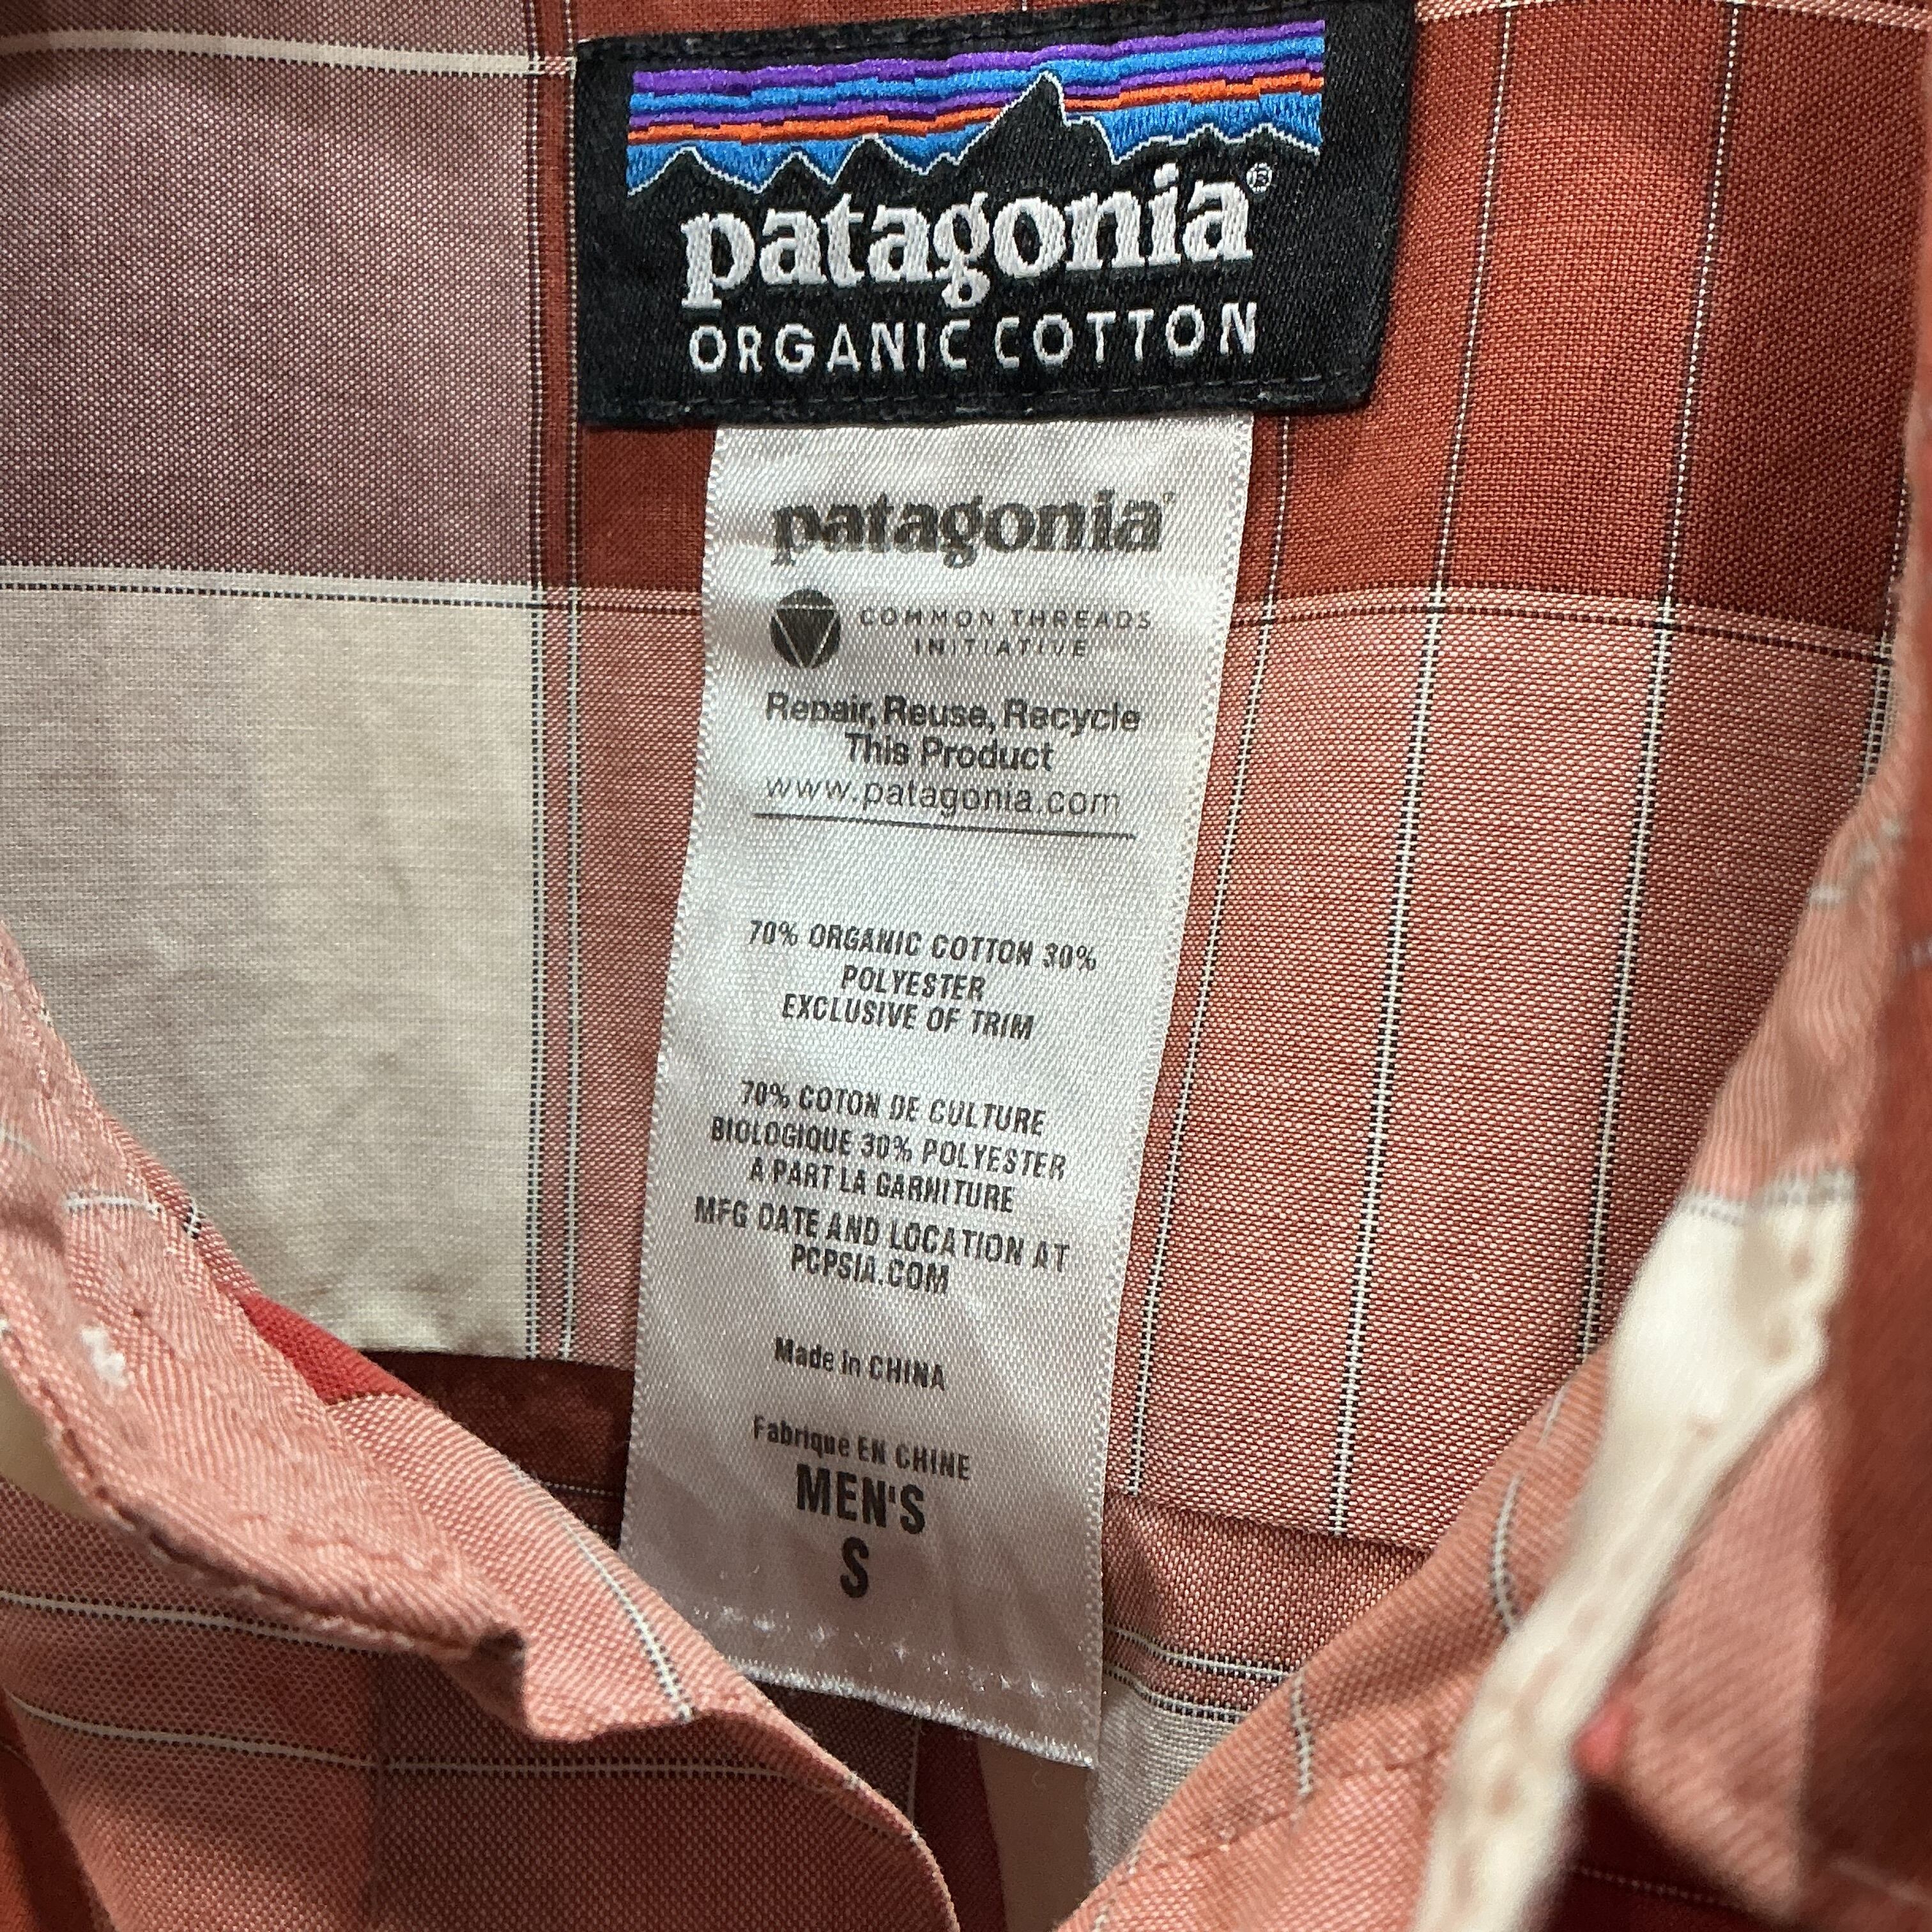 patagonia®
ORGANIC COTTON
patagonia®
COMMON THREADS
INITIATIVE
Repair, Reuse, Recycle
This Product
www.patagonia.com
70% ORGANIC COTTON 30%
POLYESTER
EXCLUSIVE OF TRIM
70% COTON DE CULTURE
BIOLOGIQUE 30% POLYESTER
A PART LA GARNITURE
MFG DATE AND LOCATION AT
PCPSIA.COM
Made in CHINA
Fabrique EN CHINE
MEN'S
S